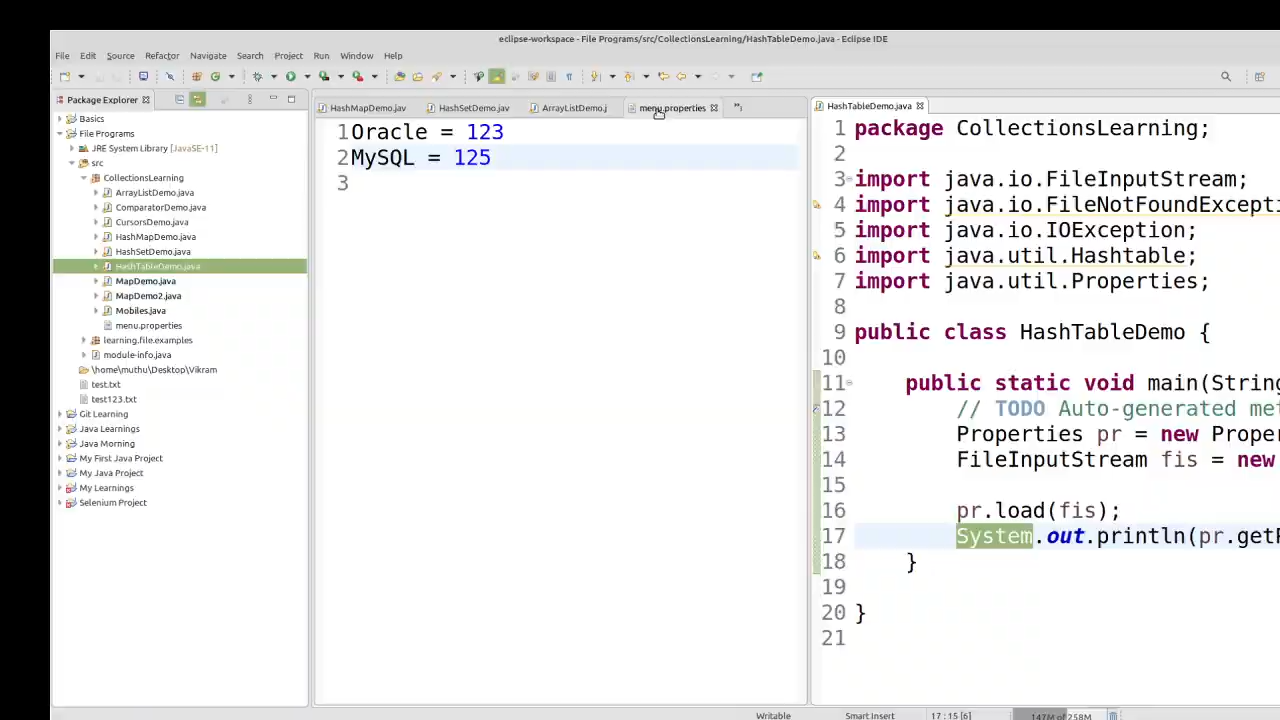 eclipse-workspace - File Programs/src/CollectionsLearning/HashTableDemo.java - Eclipse IDE
File Edit Source Refactor Navigate Search Project Run Window Help
Package Explorer
Basics
File Programs
JRE System Library [JavaSE-11]
src
CollectionsLearning
ArrayListDemo.java
ComparatorDemo.java
CursorsDemo.java
HashMapDemo.java
HashSetDemo.java
HashTableDemo.java
MapDemo.java
MapDemo2.java
Mobiles.java
menu.properties
learning.file.examples
module-info.java
\home\muthu\Desktop\Vikram
test.txt
test123.txt
Git Learning
Java Learnings
Java Morning
My First Java Project
My Java Project
My Learnings
Selenium Project
HashMapDemo.jav HashSetDemo.jav ArrayListDemo.j menu.properties
1 Oracle = 123
2 MySQL = 125
3
HashTableDemo.java
1 package CollectionsLearning;
2
3 import java.io.FileInputStream;
4 import java.io.FileNotFoundExcepti
5 import java.io.IOException;
6 import java.util.Hashtable;
7 import java.util.Properties;
8
9 public class HashTableDemo {
10
11 public static void main(String
12 // TODO Auto-generated met
13 Properties pr = new Proper
14 FileInputStream fis = new
15
16 pr.load(fis);
17 System.out.println(pr.getP
18 }
19
20 }
21
Writable Smart Insert 17 : 15 [6] 147M of 258M